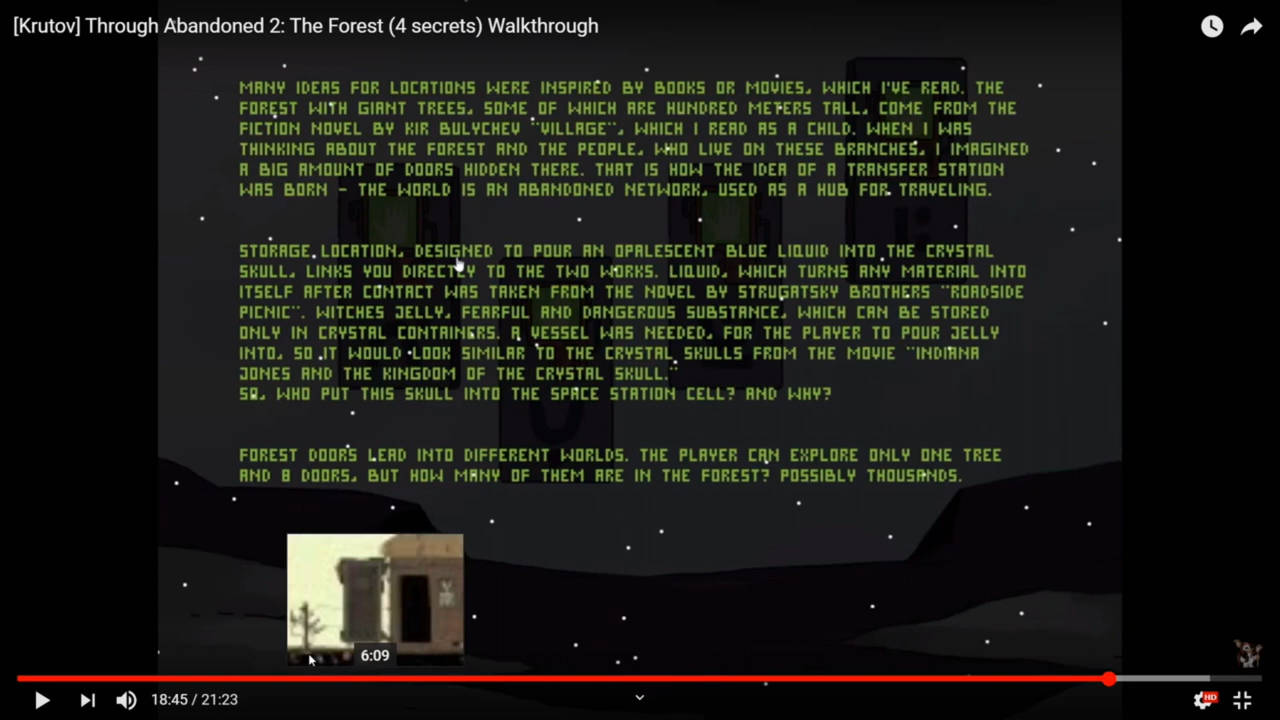 [Krutov] Through Abandoned 2: The Forest (4 secrets) Walkthrough
MANY IDEAS FOR LOCATIONS WERE INSPIRED BY BOOKS OR MOVIES, WHICH I'VE READ. THE
FOREST WITH GIANT TREES, SOME OF WHICH ARE HUNDRED METERS TALL, COME FROM THE
FICTION NOVEL BY KIR BULYCHEV "VILLAGE", WHICH I READ AS A CHILD. WHEN I WAS
THINKING ABOUT THE FOREST AND THE PEOPLE, WHO LIVE ON THESE BRANCHES, I IMAGINED
A BIG AMOUNT OF DOORS HIDDEN THERE. THAT IS HOW THE IDEA OF A TRANSFER STATION
WAS BORN - THE WORLD IS AN ABANDONED NETWORK, USED AS A HUB FOR TRAVELING.
STORAGE LOCATION, DESIGNED TO POUR AN OPALESCENT BLUE LIQUID INTO THE CRYSTAL
SKULL, LINKS YOU DIRECTLY TO THE TWO WORKS. LIQUID, WHICH TURNS ANY MATERIAL INTO
ITSELF AFTER CONTACT WAS TAKEN FROM THE NOVEL BY STRUGATSKY BROTHERS "ROADSIDE
PICNIC". WITCHES JELLY, FEARFUL AND DANGEROUS SUBSTANCE, WHICH CAN BE STORED
ONLY IN CRYSTAL CONTAINERS. A VESSEL WAS NEEDED, FOR THE PLAYER TO POUR JELLY
INTO, SO IT WOULD LOOK SIMILAR TO THE CRYSTAL SKULLS FROM THE MOVIE "INDIANA
JONES AND THE KINGDOM OF THE CRYSTAL SKULL."
SO, WHO PUT THIS SKULL INTO THE SPACE STATION CELL? AND WHY?
FOREST DOORS LEAD INTO DIFFERENT WORLDS. THE PLAYER CAN EXPLORE ONLY ONE TREE
AND 8 DOORS, BUT HOW MANY OF THEM ARE IN THE FOREST? POSSIBLY THOUSANDS.
6:09
18:45 / 21:23
HD